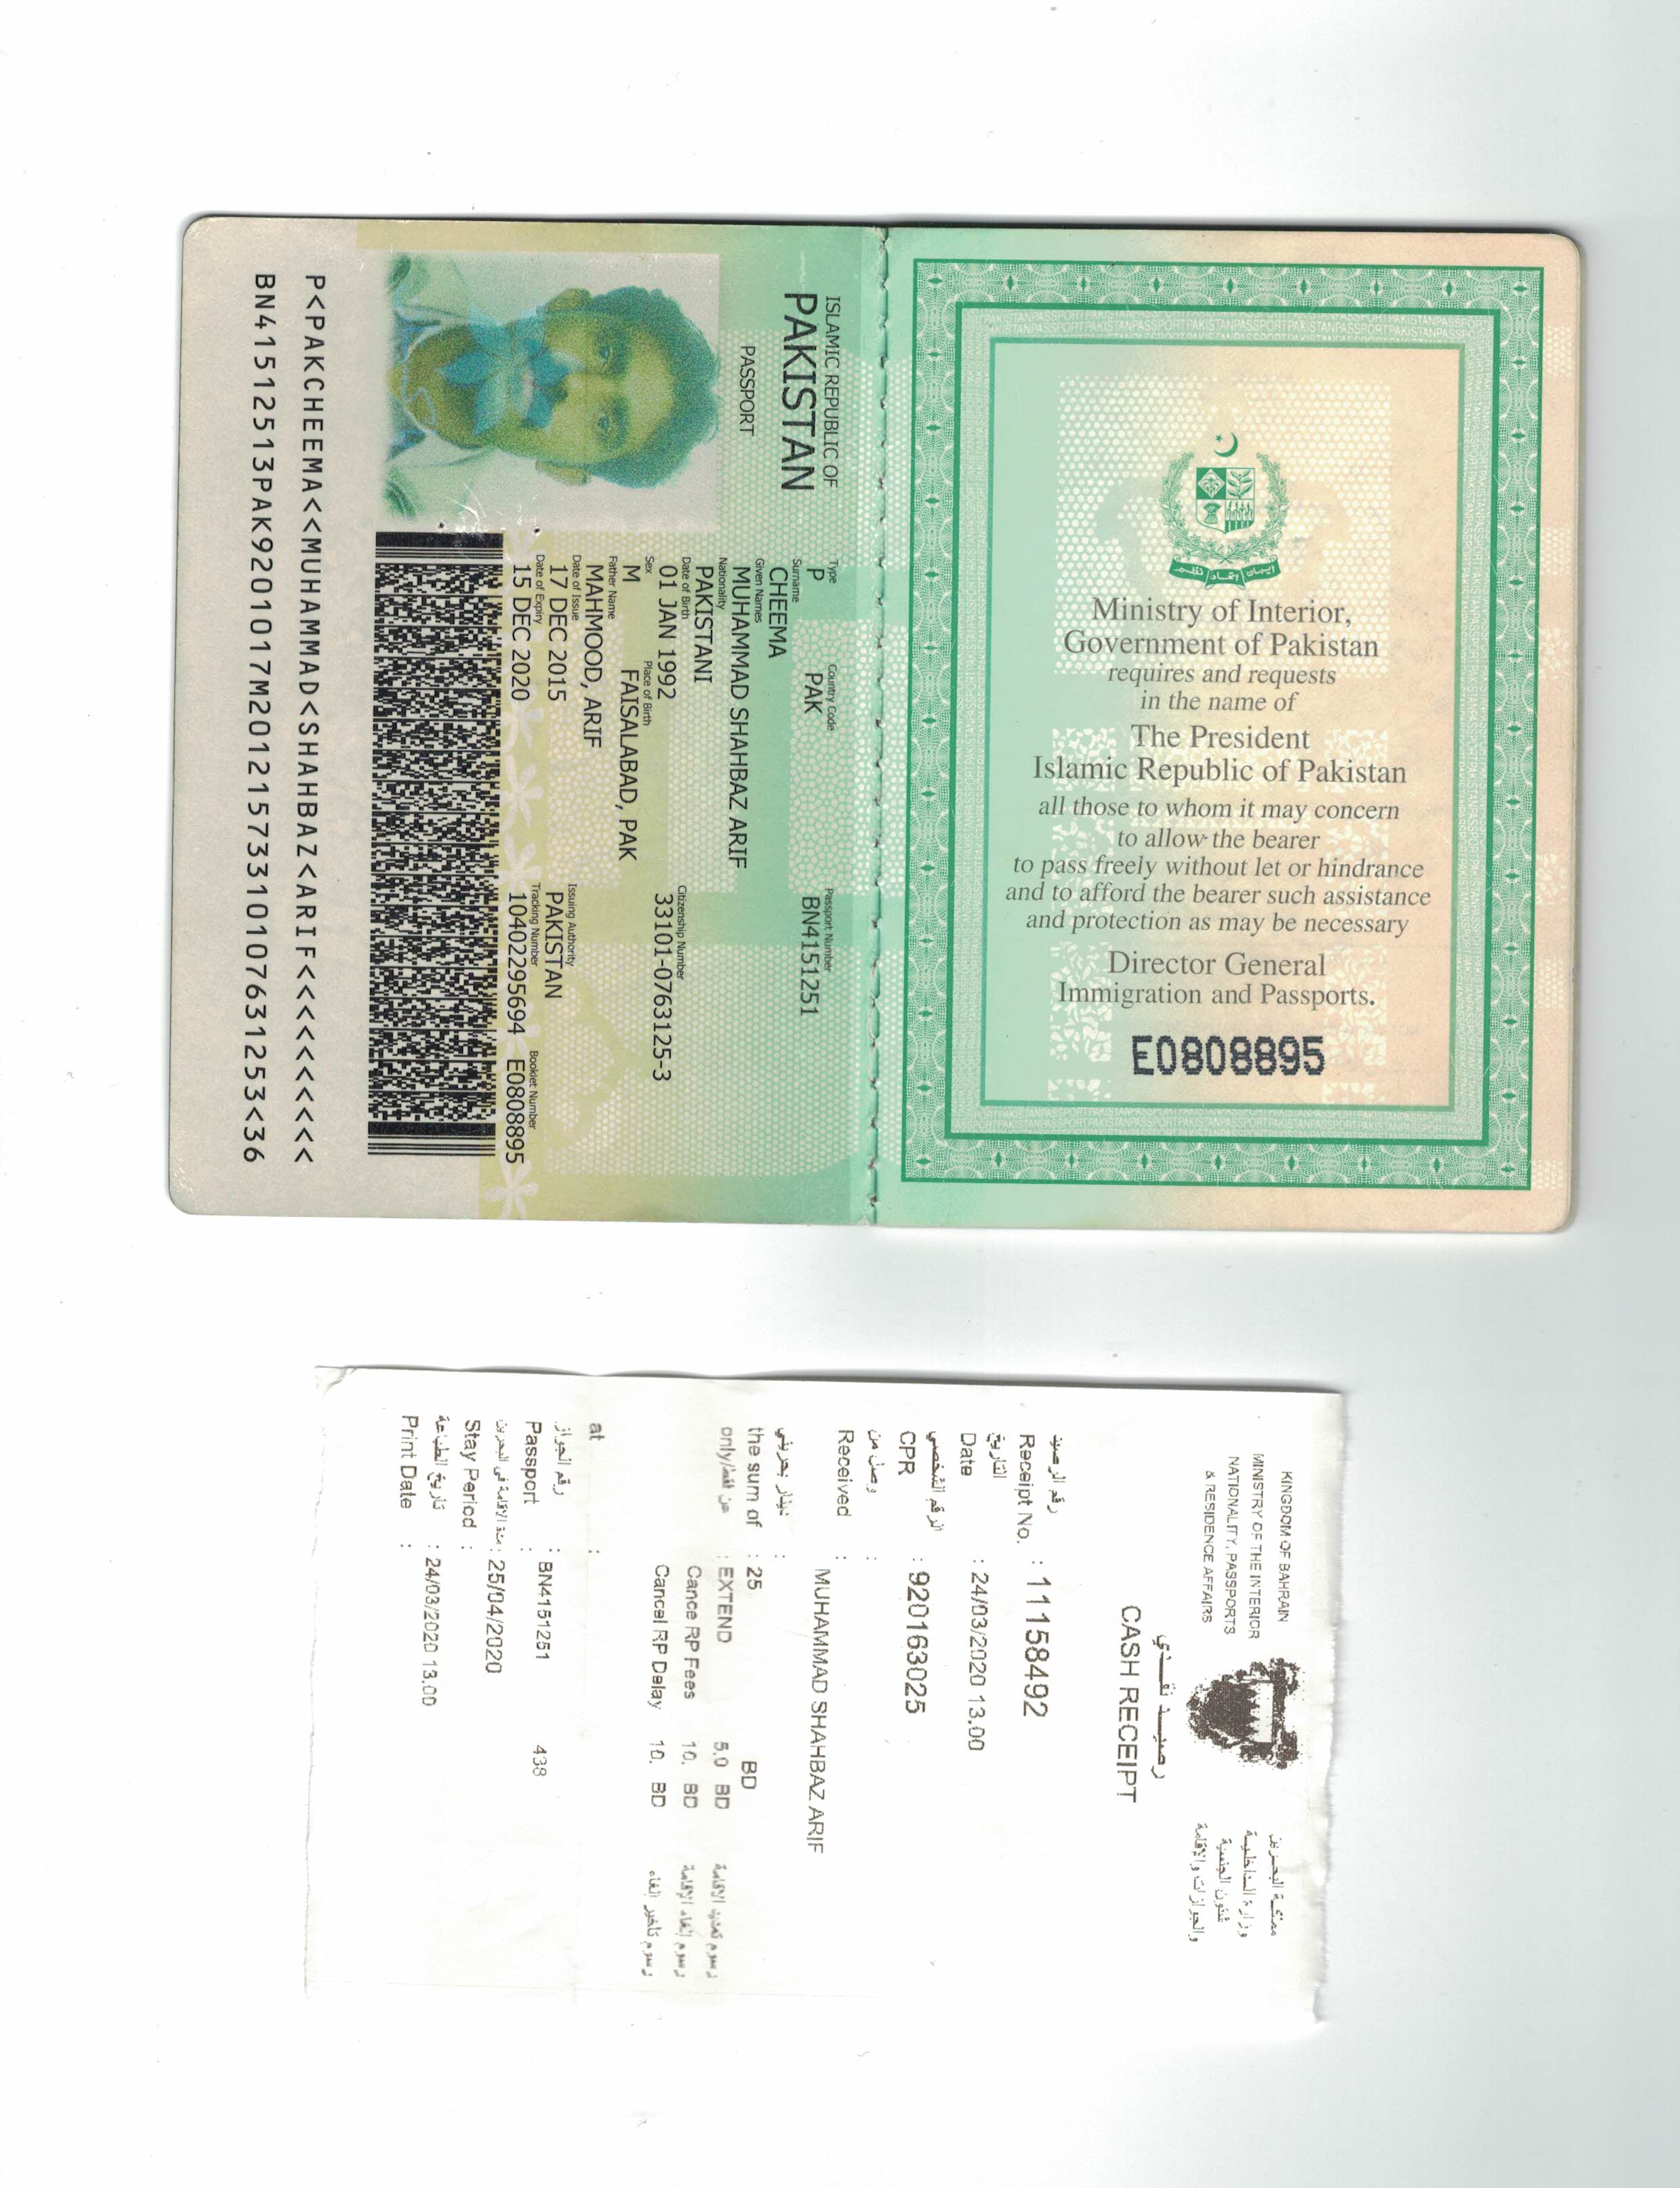 Ministry of Interior,
Government of Pakistan
requires and requests
in the name of
The President
Islamic Republic of Pakistan
all those to whom it may concern
to allow the bearer
to pass freely without let or hindrance
and to afford the bearer such assistance
and protection as may be necessary
Director General
Immigration and Passports.
E0808895
ISLAMIC REPUBLIC OF
PAKISTAN
PASSPORT
Type Country Code Passport Number
P PAK BN4151251
Surname
CHEEMA
Given Names
MUHAMMAD SHAHBAZ ARIF
Nationality
PAKISTANI
Date of Birth Citizenship Number
01 JAN 1992 33101-0763125-3
Sex Place of Birth
M FAISALABAD, PAK
Father Name
MAHMOOD, ARIF
Date of Issue Issuing Authority
17 DEC 2015 PAKISTAN
Date of Expiry Tracking Number Booklet Number
15 DEC 2020 10402295694 E0808895
P<PAKCHEEMA<<MUHAMMAD<SHAHBAZ<ARIF<<<<<<<<<<
BN41512513PAK9201017M20121573310107631253<36
KINGDOM OF BAHRAIN مملكة البحرين
MINISTRY OF THE INTERIOR وزارة الداخلية
NATIONALITY, PASSPORTS شئون الجنسية
& RESIDENCE AFFAIRS والجوازات والإقامة
رصيد نقدي
CASH RECEIPT
رقم الرصيد
Receipt No. : 11158492
التاريخ
Date : 24/03/2020 13.00
الرقم الشخصي
CPR : 920163025
وصل من :
Received : MUHAMMAD SHAHBAZ ARIF
دينار بحريني :
the sum of : 25 BD
only/عن فقط : EXTEND 5.0 BD رسوم تمديد الاقامة
Cance RP Fees 10. BD رسوم إلغاء الإقامة
Cancel RP Delay 10. BD رسوم تاخير الغاء
at :
رقم الجواز :
Passport : BN4151251 438
مدة الاقامة في البحرين : 25/04/2020
Stay Period :
تاريخ الطباعة : 24/03/2020 13.00
Print Date :